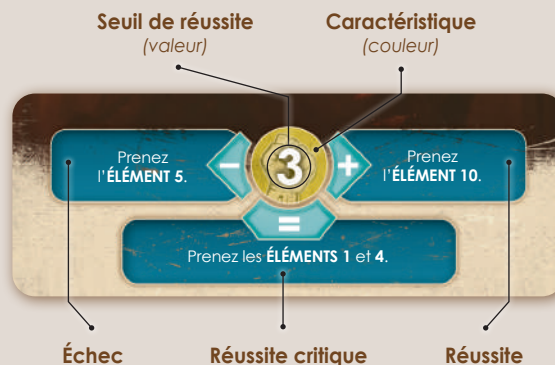 Seuil de réussite
(valeur)
Caractéristique
(couleur)
Prenez
l'ÉLÉMENT 5.
−
3
+
Prenez
l'ÉLÉMENT 10.
=
Prenez les ÉLÉMENTS 1 et 4.
Échec
Réussite critique
Réussite